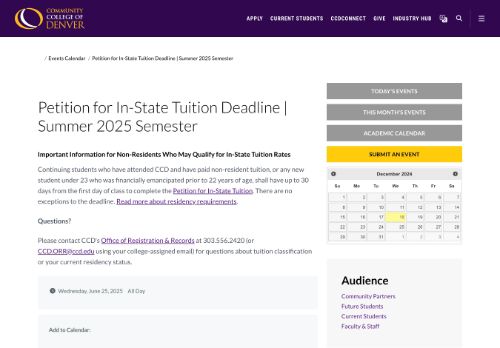 COMMUNITY
COLLEGE OF
DENVER
APPLY CURRENT STUDENTS CCDCONNECT GIVE INDUSTRY HUB
/ Events Calendar / Petition for In-State Tuition Deadline | Summer 2025 Semester
Petition for In-State Tuition Deadline |
Summer 2025 Semester
Important Information for Non-Residents Who May Qualify for In-State Tuition Rates
Continuing students who have attended CCD and have paid non-resident tuition, or any new
student under 23 who was financially emancipated prior to 22 years of age, shall have up to 30
days from the first day of class to complete the Petition for In-State Tuition. There are no
exceptions to the deadline. Read more about residency requirements.
Questions?
Please contact CCD's Office of Registration & Records at 303.556.2420 (or
CCD.ORR@ccd.edu using your college-assigned email) for questions about tuition classification
or your current residency status.
Wednesday, June 25, 2025 All Day
Add to Calendar:
TODAY'S EVENTS
THIS MONTH'S EVENTS
ACADEMIC CALENDAR
SUBMIT AN EVENT
December 2024
Su Mo Tu We Th Fr Sa
1 2 3 4 5 6 7
8 9 10 11 12 13 14
15 16 17 18 19 20 21
22 23 24 25 26 27 28
29 30 31 1 2 3 4
Audience
Community Partners
Future Students
Current Students
Faculty & Staff